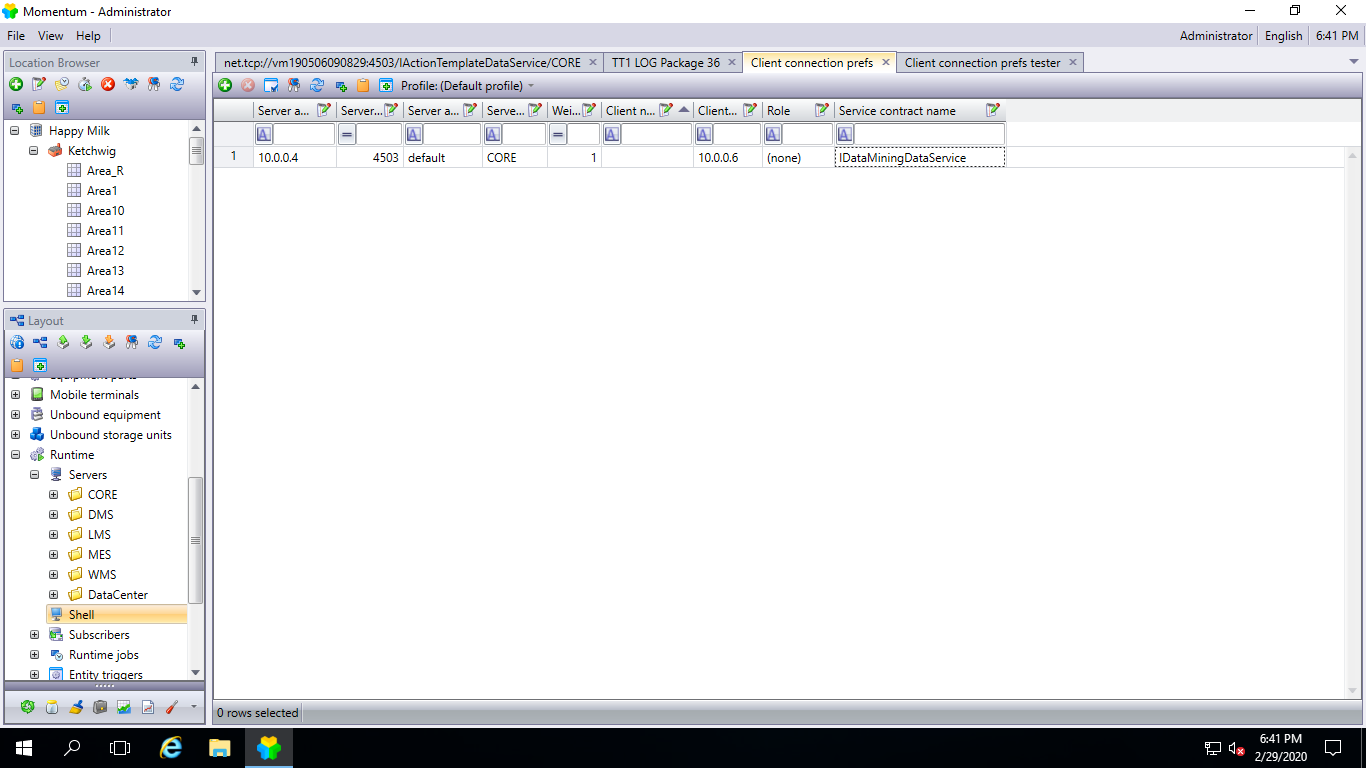 Momentum - Administrator
File View Help Administrator English 6:41 PM
Location Browser
Happy Milk
Ketchwig
Area_R
Area1
Area10
Area11
Area12
Area13
Area14
Layout
Mobile terminals
Unbound equipment
Unbound storage units
Runtime
Servers
CORE
DMS
LMS
MES
WMS
DataCenter
Shell
Subscribers
Runtime jobs
Entity triggers
net.tcp://vm190506090829:4503/IActionTemplateDataService/CORE TT1 LOG Package 36 Client connection prefs Client connection prefs tester
Profile: (Default profile)
Server a... Server... Server a... Serve... Wei... Client n... Client... Role Service contract name
1 10.0.0.4 4503 default CORE 1 10.0.0.6 (none) IDataMiningDataService
0 rows selected
6:41 PM
2/29/2020